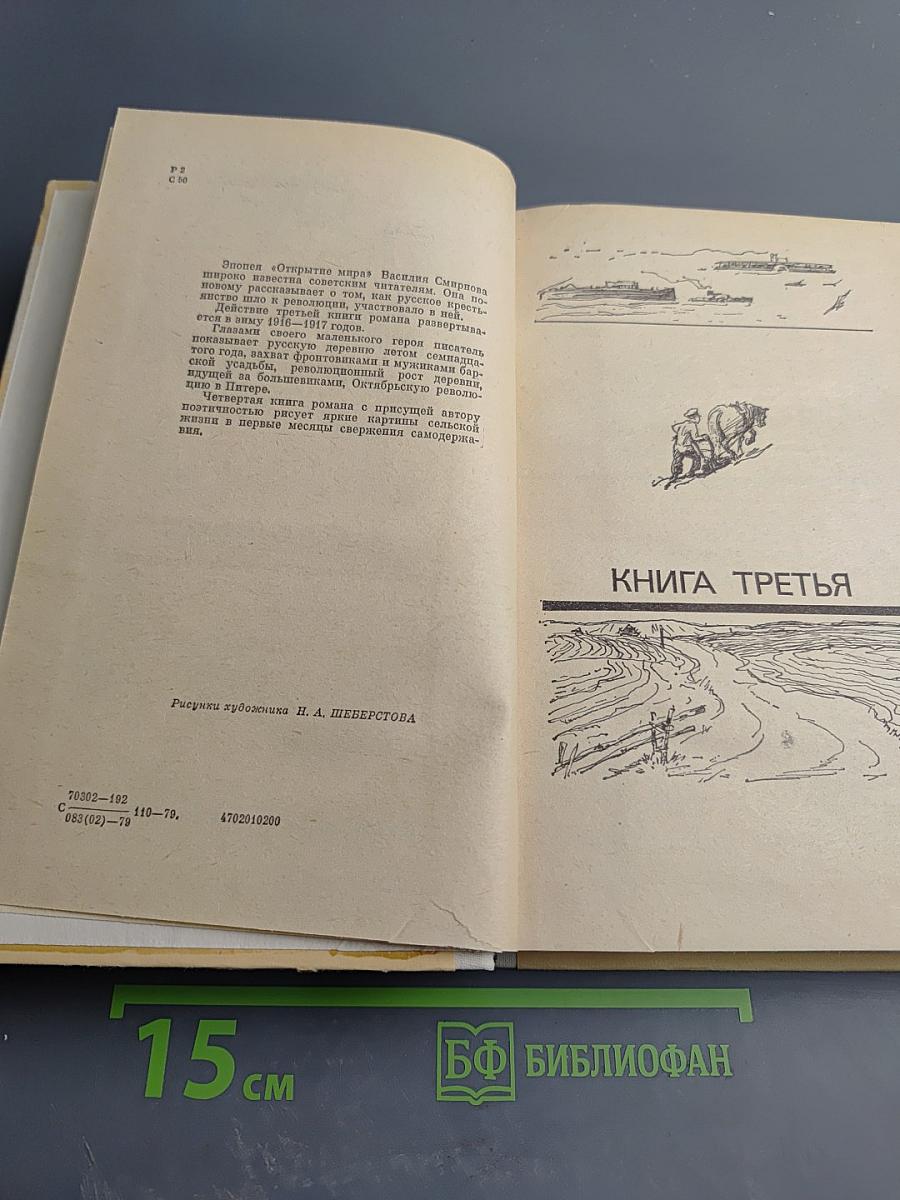 Р 2
С 50
Эпопея «Открытие мира» Василия Смирнова
широко известна советским читателям. Она по-
новому рассказывает о том, как русское кресть-
янство шло к революции, участвовало в ней.
Действие третьей книги романа развертыва-
ется в зиму 1916—1917 годов.
Глазами своего маленького героя писатель
показывает русскую деревню летом семнадца-
того года, захват фронтовиками и мужиками бар-
ской усадьбы, революционный рост деревни,
идущей за большевиками, Октябрьскую револю-
цию в Питере.
Четвертая книга романа с присущей автору
поэтичностью рисует яркие картины сельской
жизни в первые месяцы свержения самодержа-
вия.
Рисунки художника Н. А. ШЕБЕРСТОВА
70302—192
С 110—79. 4702010200
083(02)—79
КНИГА ТРЕТЬЯ
15 см БФ БИБЛИОФАН